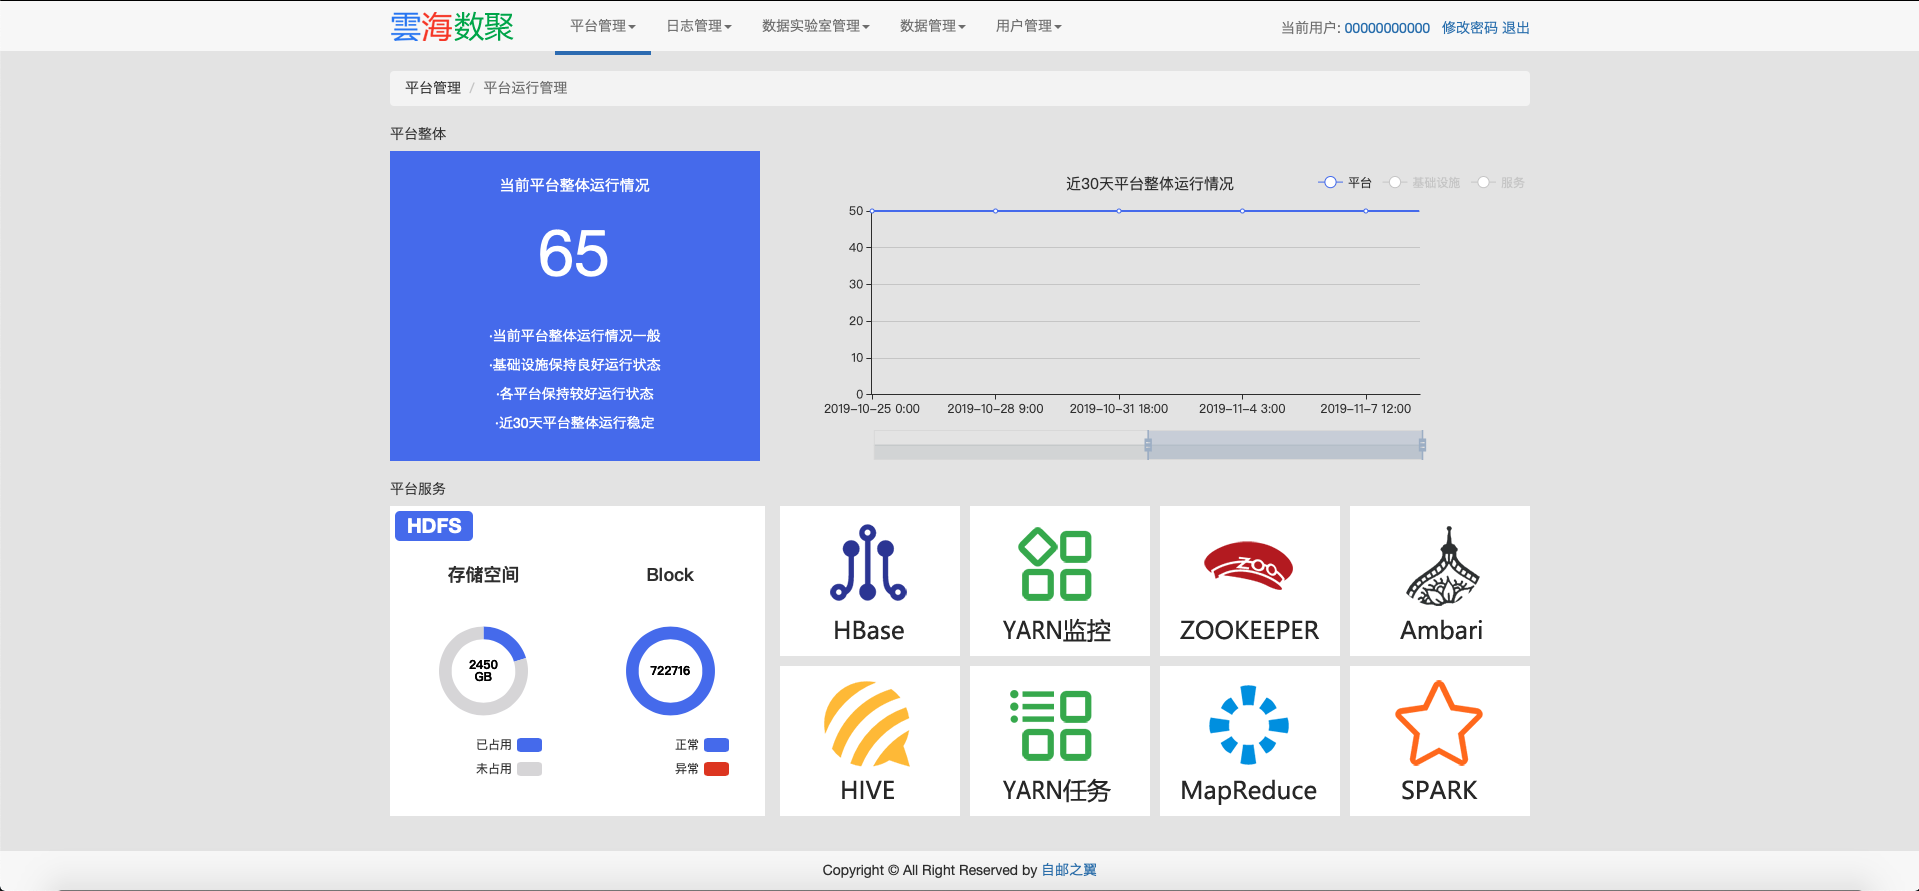 雲海数聚
平台管理
日志管理
数据实验室管理
数据管理
用户管理
当前用户: 00000000000 修改密码 退出
平台管理 / 平台运行管理
平台整体
当前平台整体运行情况
65
·当前平台整体运行情况一般
·基础设施保持良好运行状态
·各平台保持较好运行状态
·近30天平台整体运行稳定
近30天平台整体运行情况
平台
基础设施
服务
50
40
30
20
10
0
2019-10-25 0:00
2019-10-28 9:00
2019-10-31 18:00
2019-11-4 3:00
2019-11-7 12:00
平台服务
HDFS
存储空间
2450
GB
已占用
未占用
Block
722716
正常
异常
HBase
YARN监控
ZOO
ZOOKEEPER
Ambari
HIVE
YARN任务
MapReduce
SPARK
Copyright © All Right Reserved by 自邮之翼